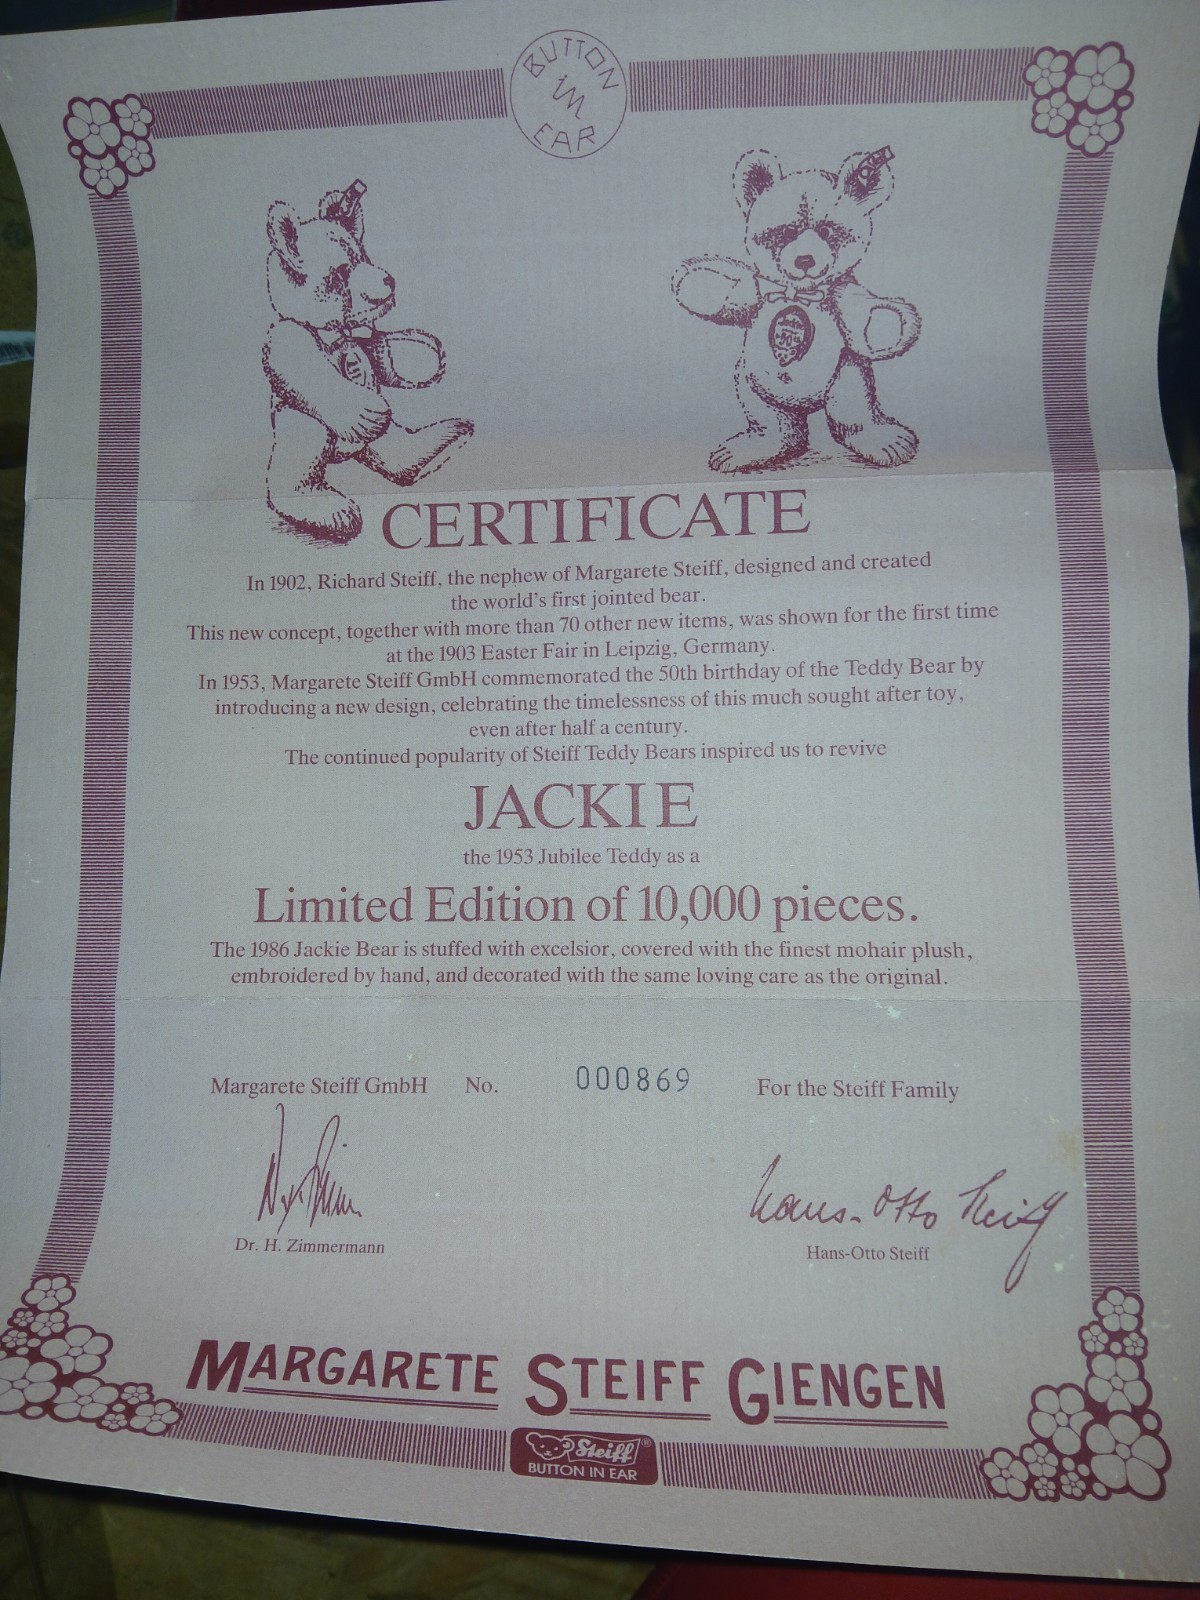 BUTTON
IN
EAR
50
CERTIFICATE
In 1902, Richard Steiff, the nephew of Margarete Steiff, designed and created
the world's first jointed bear.
This new concept, together with more than 70 other new items, was shown for the first time
at the 1903 Easter Fair in Leipzig, Germany.
In 1953, Margarete Steiff GmbH commemorated the 50th birthday of the Teddy Bear by
introducing a new design, celebrating the timelessness of this much sought after toy,
even after half a century.
The continued popularity of Steiff Teddy Bears inspired us to revive
JACKIE
the 1953 Jubilee Teddy as a
Limited Edition of 10,000 pieces.
The 1986 Jackie Bear is stuffed with excelsior, covered with the finest mohair plush,
embroidered by hand, and decorated with the same loving care as the original.
Margarete Steiff GmbH No. 000869 For the Steiff Family
Hans-Otto Steiff
Dr. H. Zimmermann Hans-Otto Steiff
MARGARETE STEIFF GIENGEN
Steiff ®
BUTTON IN EAR